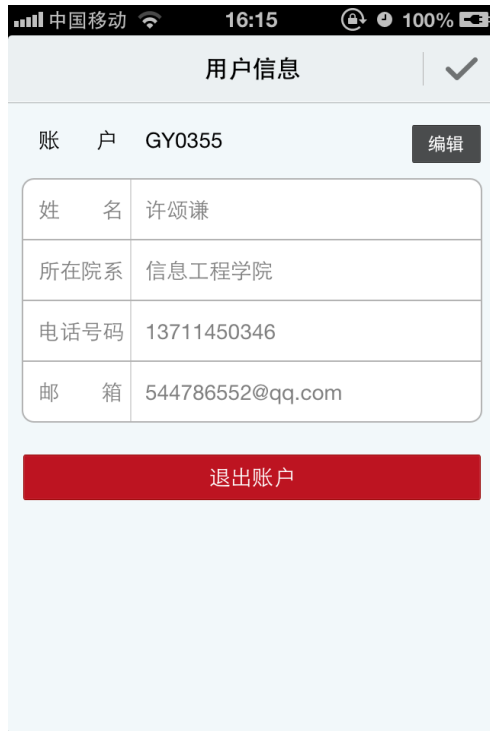 中国移动 16:15 100%
用户信息
账 户 GY0355 编辑
姓 名 许颂谦
所在院系 信息工程学院
电话号码 13711450346
邮 箱 544786552@qq.com
退出账户